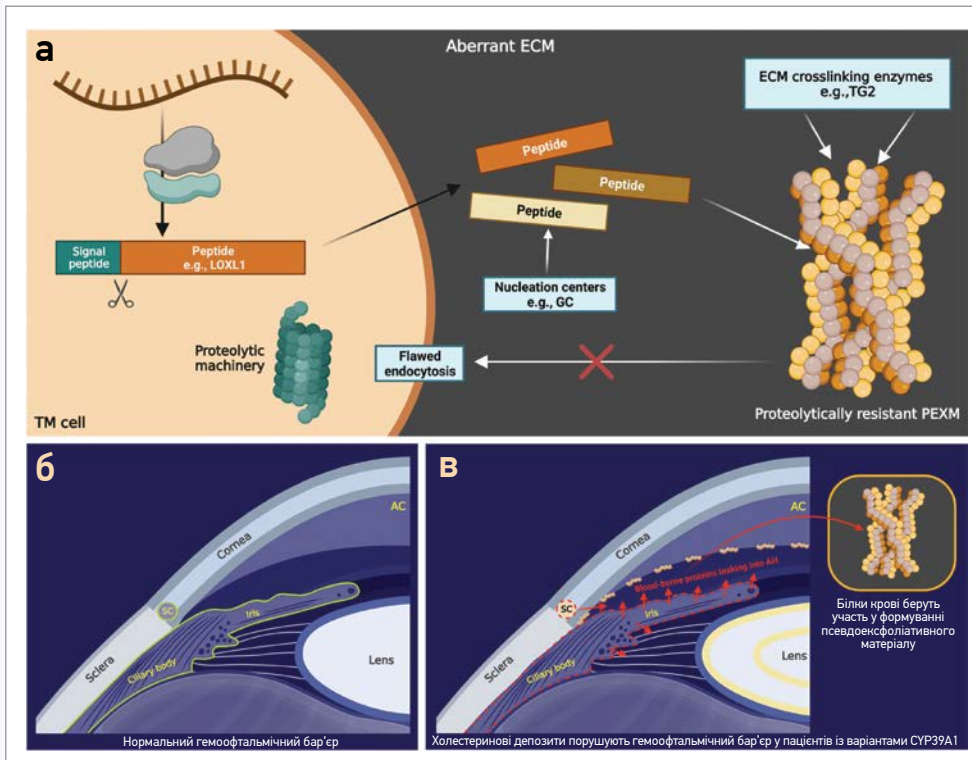 а
Aberrant ECM
ECM crosslinking enzymes
e.g.,TG2
Peptide
Peptide
Peptide
Signal
peptide
Peptide
e.g., LOXL1
Nucleation centers
e.g., GC
Proteolytic
machinery
Flawed
endocytosis
TM cell
Proteolytically resistant PEXM
б
AC
Cornea
SC
Iris
Sclera
Ciliary body
Lens
Нормальний гемоофтальмічний бар'єр
в
AC
Cornea
Blood-borne proteins leaking into AH
SC
Iris
Sclera
Ciliary body
Lens
Білки крові беруть
участь у формуванні
псевдоексфоліативного
матеріалу
Холестеринові депозити порушують гемоофтальмічний бар'єр у пацієнтів із варіантами CYP39A1